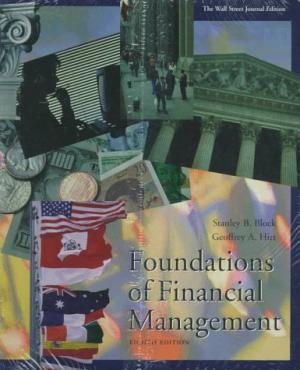 The Wall Street Journal Edition
Stanley B. Block
Geoffrey A. Hirt
Foundations
of Financial
Management
EIGHTH EDITION